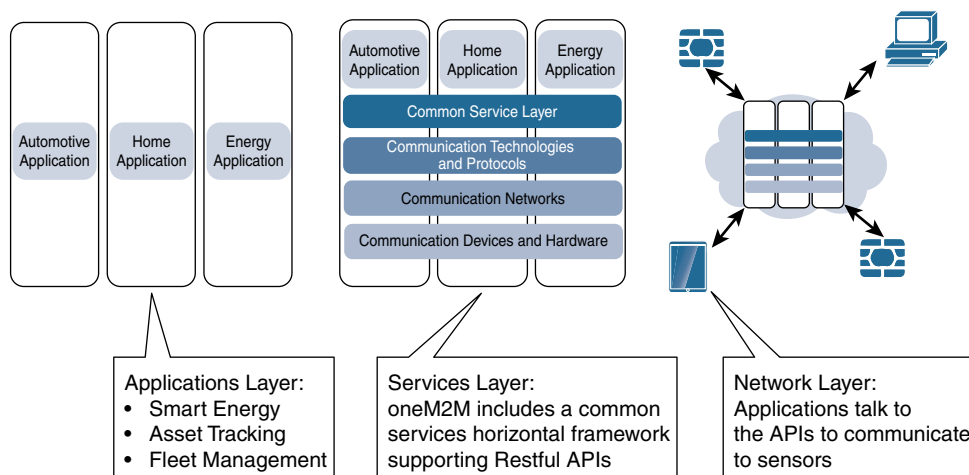 Automotive
Application
Home
Application
Energy
Application
Automotive
Application
Home
Application
Energy
Application
Common Service Layer
Communication Technologies
and Protocols
Communication Networks
Communication Devices and Hardware
Applications Layer:
• Smart Energy
• Asset Tracking
• Fleet Management
Services Layer:
oneM2M includes a common
services horizontal framework
supporting Restful APIs
Network Layer:
Applications talk to
the APIs to communicate
to sensors